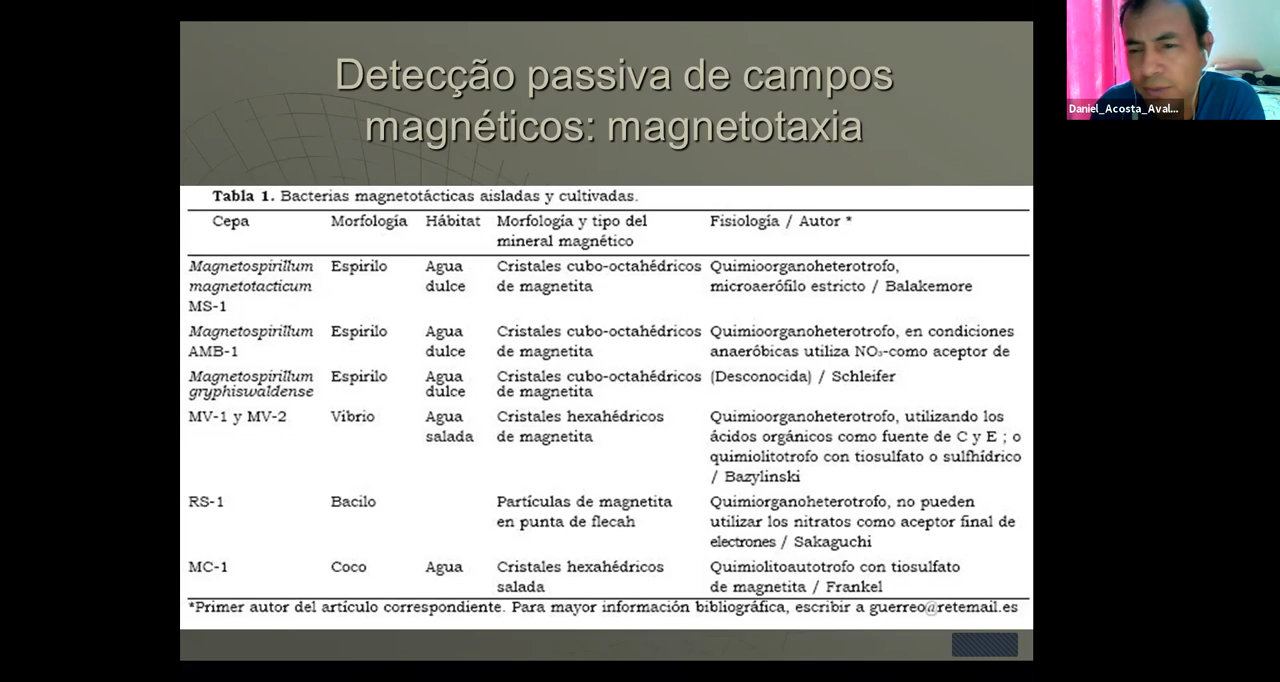 Detecção passiva de campos
magnéticos: magnetotaxia
Daniel_Acosta_Aval...
Tabla 1. Bacterias magnetotácticas aisladas y cultivadas.
Cepa Morfología Hábitat Morfología y tipo del Fisiología / Autor *
mineral magnético
Magnetospirillum Espirilo Agua Cristales cubo-octahédricos Quimioorganoheterotrofo,
magnetotacticum dulce de magnetita microaerófilo estricto / Balakemore
MS-1
Magnetospirillum Espirilo Agua Cristales cubo-octahédricos Quimioorganoheterotrofo, en condiciones
AMB-1 dulce de magnetita anaeróbicas utiliza NO₃-como aceptor de
Magnetospirillum Espirilo Agua Cristales cubo-octahédricos (Desconocida) / Schleifer
gryphiswaldense dulce de magnetita
MV-1 y MV-2 Vibrio Agua Cristales hexahédricos Quimioorganoheterotrofo, utilizando los
salada de magnetita ácidos orgánicos como fuente de C y E ; o
quimiolitotrofo con tiosulfato o sulfhídrico
/ Bazylinski
RS-1 Bacilo Partículas de magnetita Quimiorganoheterotrofo, no pueden
en punta de flecah utilizar los nitratos como aceptor final de
electrones / Sakaguchi
MC-1 Coco Agua Cristales hexahédricos Quimiolitoautotrofo con tiosulfato
salada de magnetita / Frankel
*Primer autor del artículo correspondiente. Para mayor información bibliográfica, escribir a guerreo@retemail.es